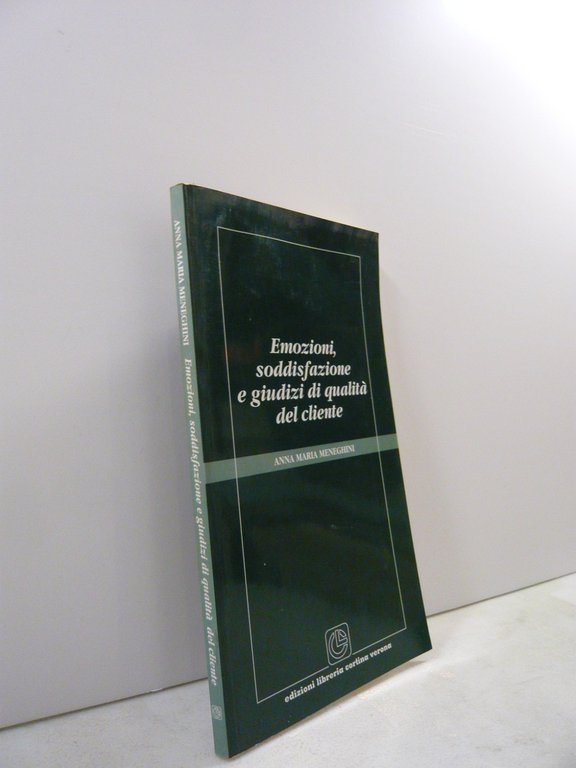 ANNA MARIA MENEGHINI
Emozioni, soddisfazione e giudizi di qualità del cliente
Emozioni,
soddisfazione
e giudizi di qualità
del cliente
ANNA MARIA MENEGHINI
edizioni libreria cortina verona